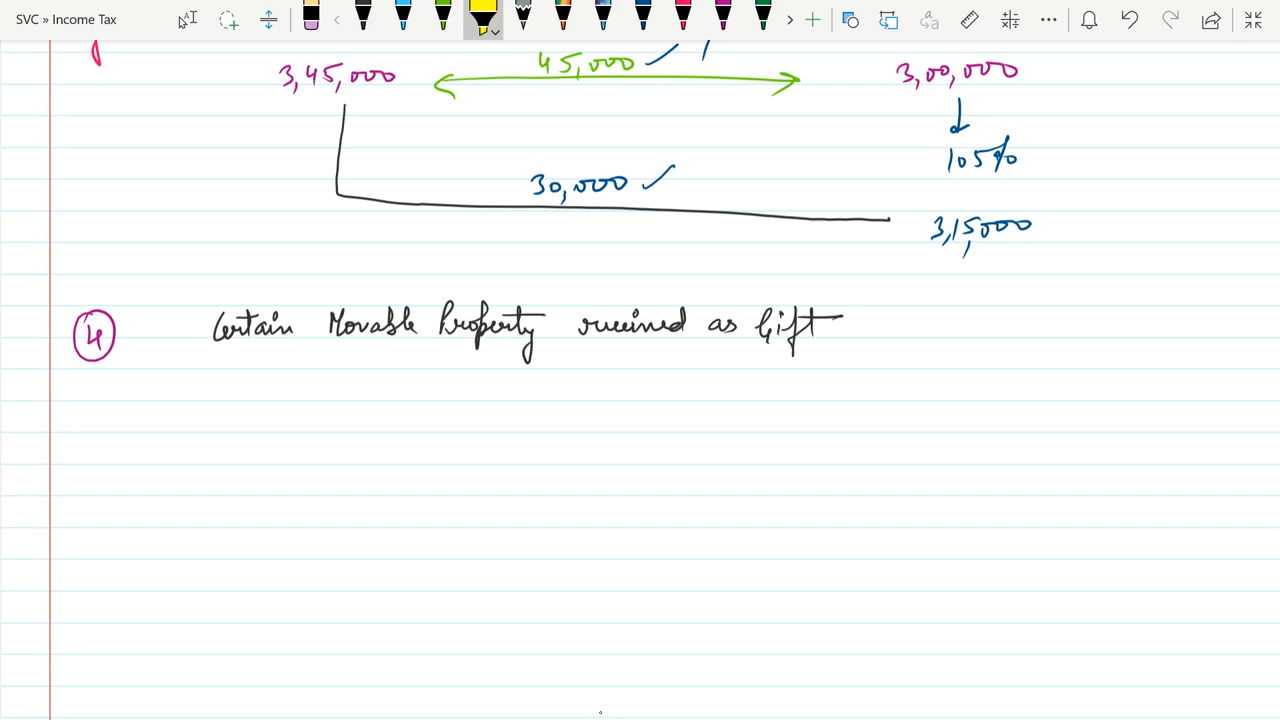 SVC » Income Tax
45,000 ✓
3,45,000 3,00,000
105%
30,000 ✓
3,15,000
4 Certain Movable Property received as Gift